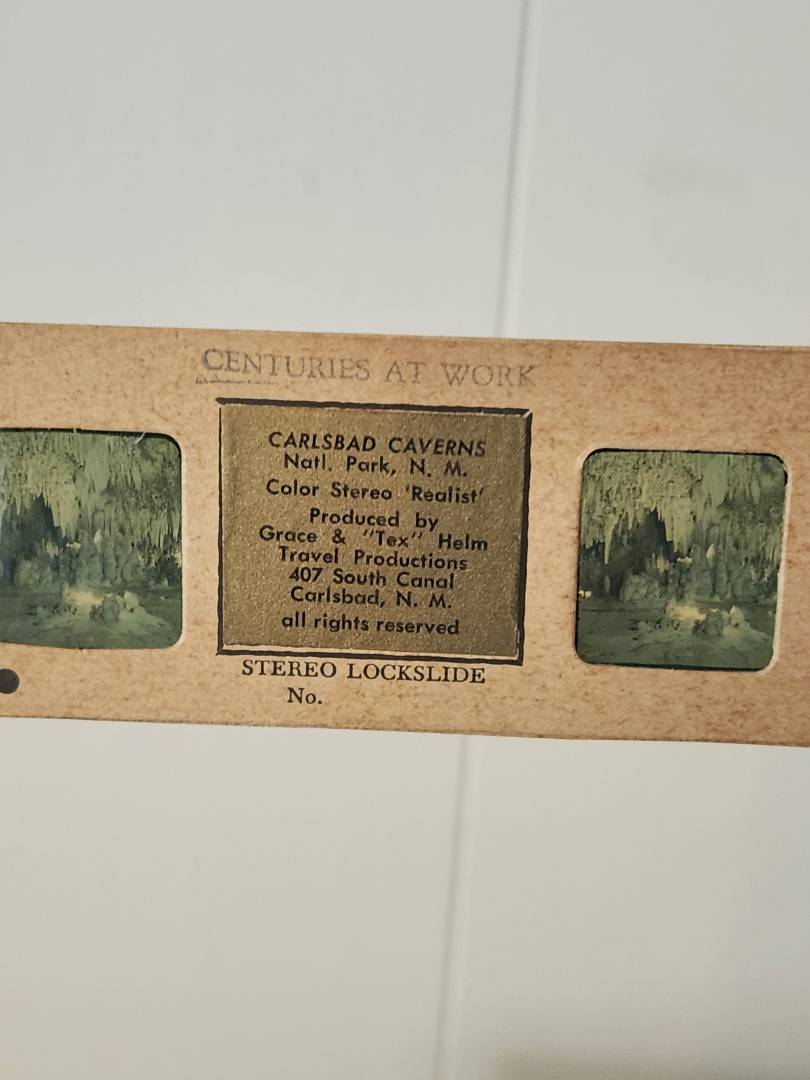 CENTURIES AT WORK
CARLSBAD CAVERNS
Natl. Park, N. M.
Color Stereo 'Realist'
Produced by
Grace & "Tex" Helm
Travel Productions
407 South Canal
Carlsbad, N. M.
all rights reserved
STEREO LOCKSLIDE
No.